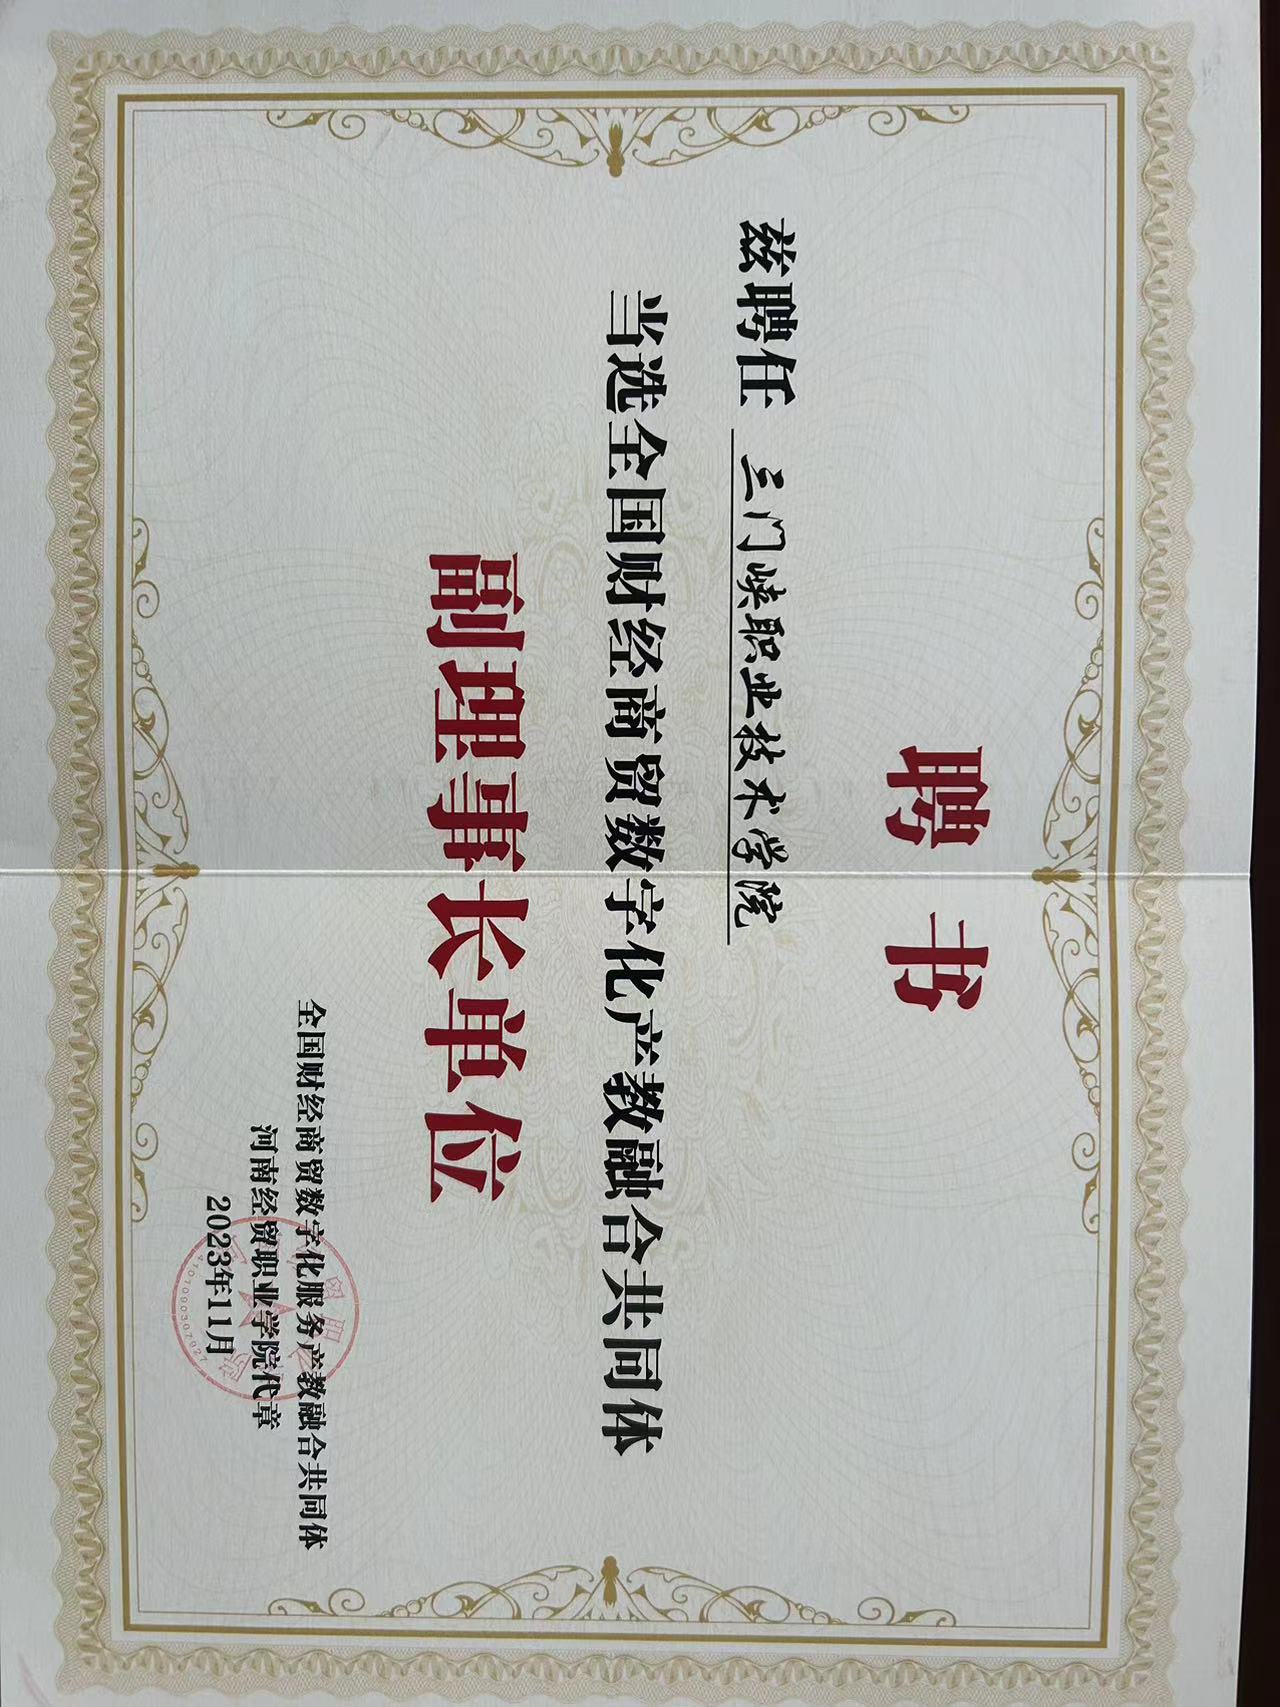 聘书
兹聘任 三门峡职业技术学院
当选全国财经商贸数字化产教融合共同体
副理事长单位
全国财经商贸数字化服务产教融合共同体
河南经贸职业学院代章
2023年11月
4101000307027